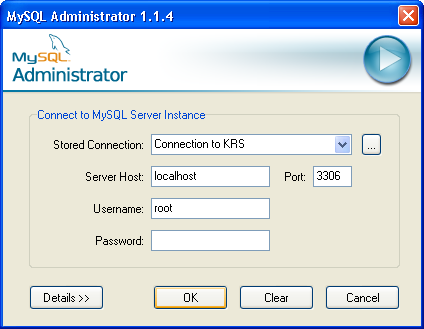 MySQL Administrator 1.1.4
MySQL
Administrator
Connect to MySQL Server Instance
Stored Connection: Connection to KRS ...
Server Host: localhost Port: 3306
Username: root
Password:
Details >> OK Clear Cancel